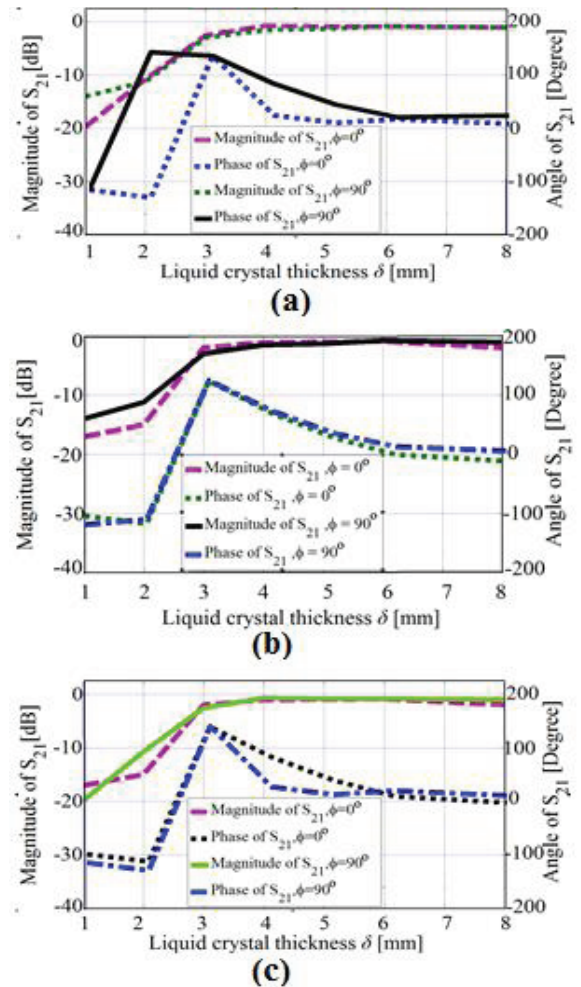 0
-10
-20
-30
-40
Magnitude of S21[dB]
200
100
0
-100
-200
Angle of S21 [Degree]
Magnitude of S21,ϕ=0°
Phase of S21,ϕ=0°
Magnitude of S21,ϕ=90°
Phase of S21,ϕ=90°
1 2 3 4 5 6 7 8
Liquid crystal thickness δ [mm]
(a)
0
-10
-20
-30
-40
Magnitude of S21[dB]
200
100
0
-100
-200
Angle of S21 [Degree]
Magnitude of S21 ,ϕ = 0°
Phase of S21 ,ϕ = 0°
Magnitude of S21 ,ϕ = 90°
Phase of S21 ,ϕ = 90°
1 2 3 4 5 6 7 8
Liquid crystal thickness δ [mm]
(b)
0
-10
-20
-30
-40
Magnitude of S21[dB]
200
100
0
-100
200
Angle of S21 [Degree]
Magnitude of S21,ϕ=0°
Phase of S21,ϕ=0°
Magnitude of S21,ϕ=90°
Phase of S21,ϕ=90°
1 2 3 4 5 6 7 8
Liquid crystal thickness δ [mm]
(c)